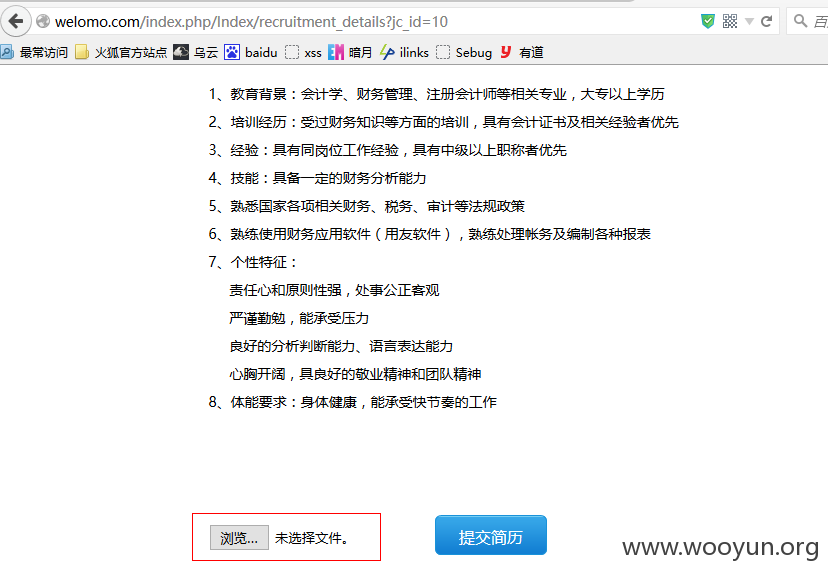 welomo.com/index.php/Index/recruitment_details?jc_id=10
百
最常访问 火狐官方站点 乌云 baidu xss 暗月 ilinks Sebug 有道
1、教育背景：会计学、财务管理、注册会计师等相关专业，大专以上学历
2、培训经历：受过财务知识等方面的培训，具有会计证书及相关经验者优先
3、经验：具有同岗位工作经验，具有中级以上职称者优先
4、技能：具备一定的财务分析能力
5、熟悉国家各项相关财务、税务、审计等法规政策
6、熟练使用财务应用软件（用友软件），熟练处理帐务及编制各种报表
7、个性特征：
责任心和原则性强，处事公正客观
严谨勤勉，能承受压力
良好的分析判断能力、语言表达能力
心胸开阔，具良好的敬业精神和团队精神
8、体能要求：身体健康，能承受快节奏的工作
浏览... 未选择文件。 提交简历
www.wooyun.org